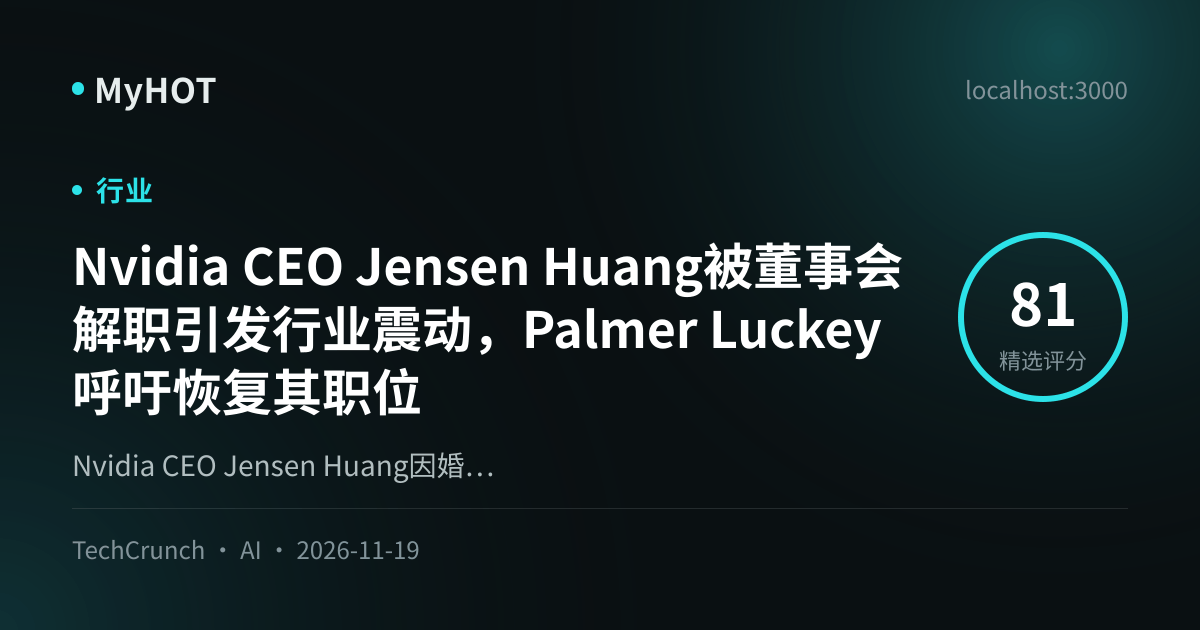 MyHOT
localhost:3000
行业
Nvidia CEO Jensen Huang被董事会
解职引发行业震动，Palmer Luckey
呼吁恢复其职位
81
精选评分
Nvidia CEO Jensen Huang因婚…
TechCrunch · AI · 2026-11-19